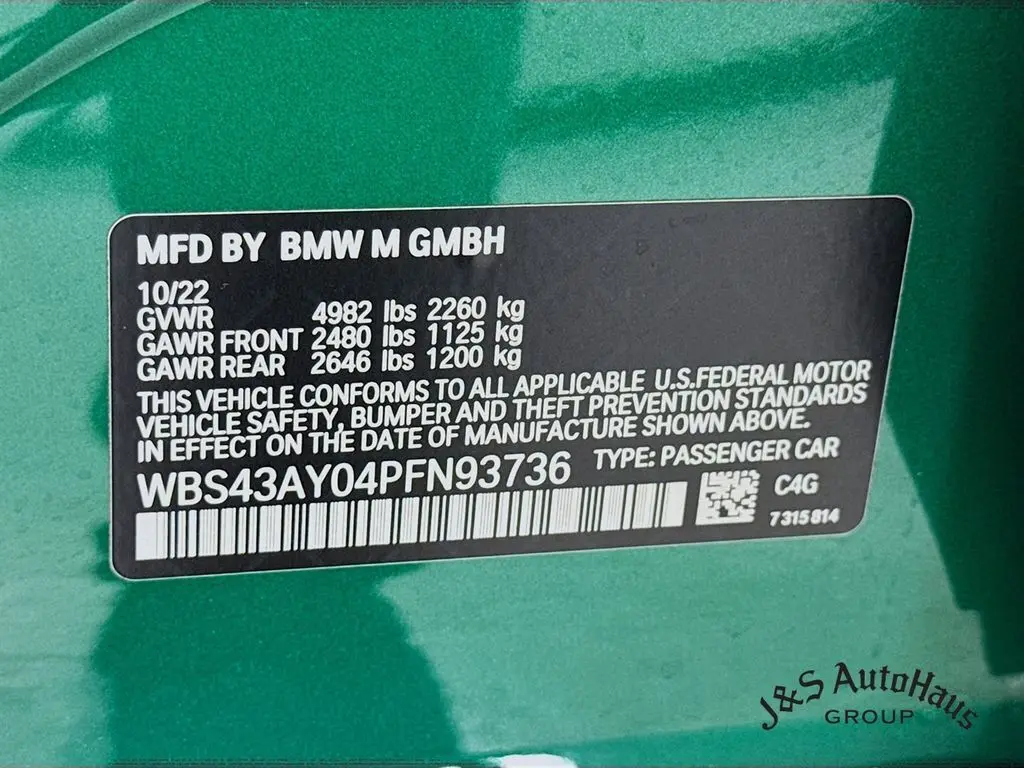 MFD BY BMW M GMBH
10/22
GVWR 4982 lbs 2260 kg
GAWR FRONT 2480 lbs 1125 kg
GAWR REAR 2646 lbs 1200 kg
THIS VEHICLE CONFORMS TO ALL APPLICABLE U.S.FEDERAL MOTOR
VEHICLE SAFETY, BUMPER AND THEFT PREVENTION STANDARDS
IN EFFECT ON THE DATE OF MANUFACTURE SHOWN ABOVE.
WBS43AY04PFN93736 TYPE: PASSENGER CAR
C4G
7315814
J&S AutoHaus
GROUP